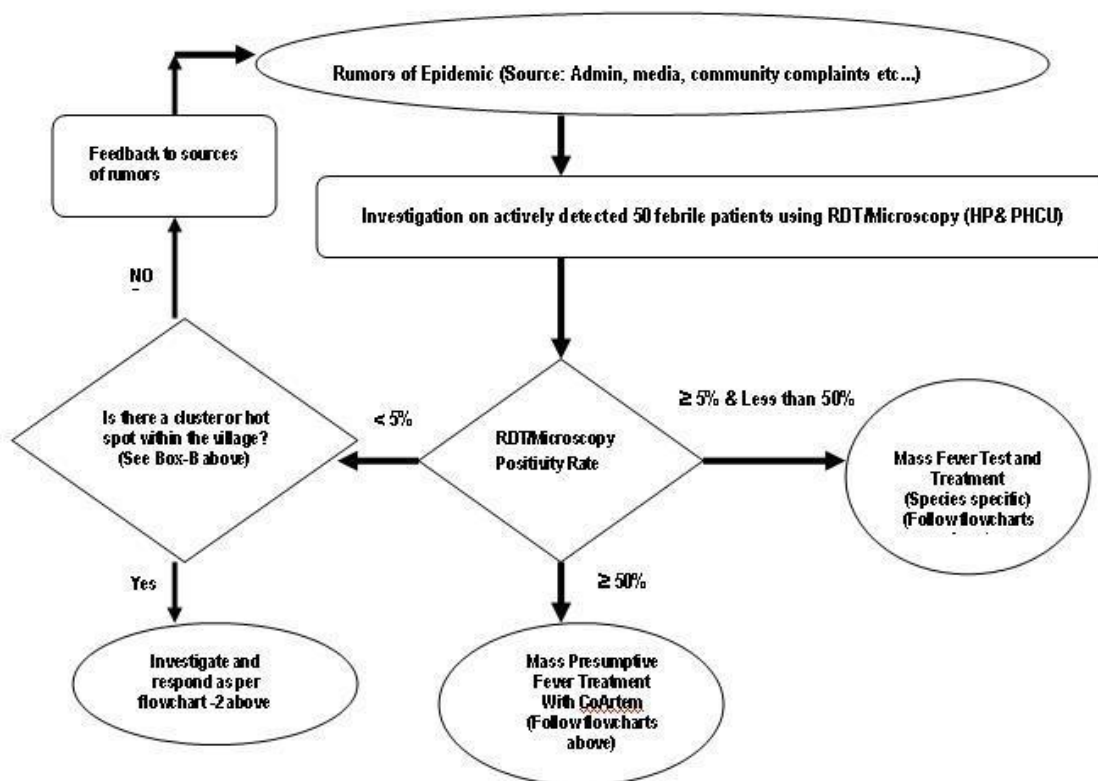 Rumors of Epidemic (Source: Admin, media, community complaints etc...)
Feedback to sources
of rumors
Investigation on actively detected 50 febrile patients using RDT/Microscopy (HP& PHCU)
NO
Is there a cluster or hot
spot within the village?
(See Box-B above)
< 5%
RDT/Microscopy
Positivity Rate
≥ 5% & Less than 50%
Mass Fever Test and
Treatment
(Species specific)
(Follow flowcharts
Yes
≥ 50%
Investigate and
respond as per
flowchart -2 above
Mass Presumptive
Fever Treatment
With CoArtem
(Follow flowcharts
above)